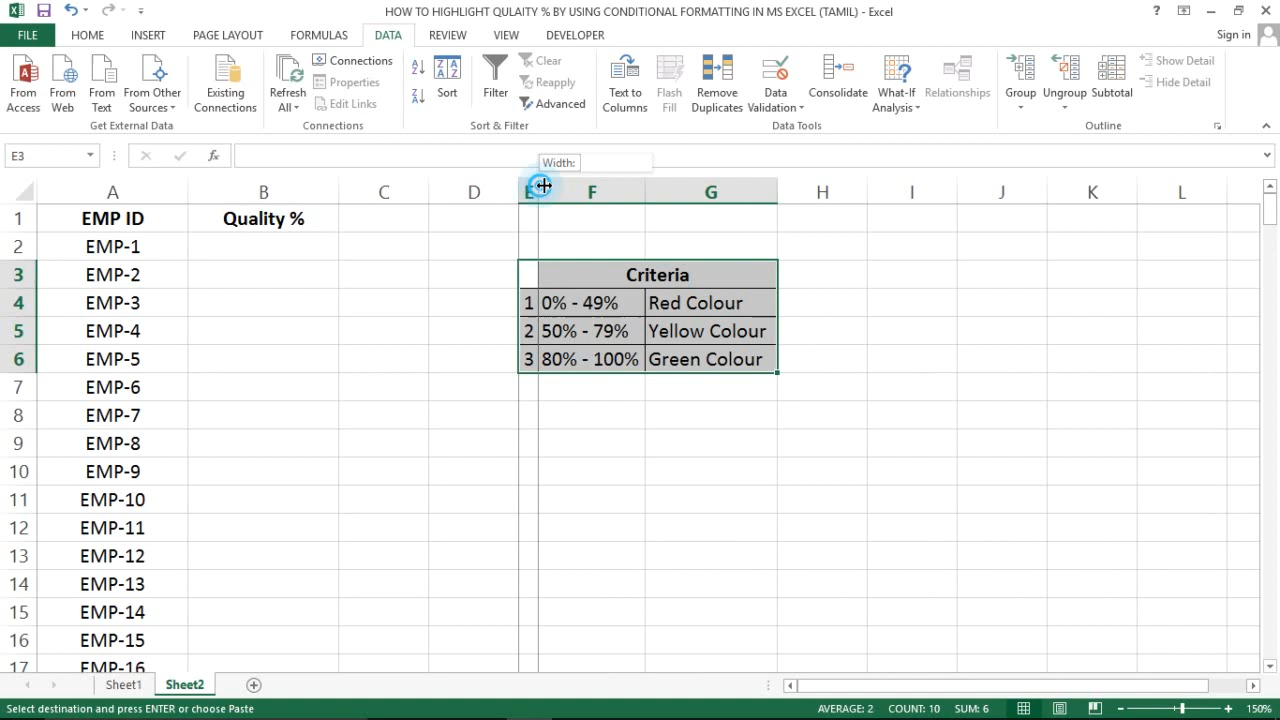 HOW TO HIGHLIGHT QULAITY % BY USING CONDITIONAL FORMATTING IN MS EXCEL (TAMIL) - Excel
?
FILE HOME INSERT PAGE LAYOUT FORMULAS DATA REVIEW VIEW DEVELOPER Sign in
From Access
From Web
From Text
From Other Sources
Existing Connections
Refresh All
Connections
Properties
Edit Links
Sort
Filter
Clear
Reapply
Advanced
Text to Columns
Flash Fill
Remove Duplicates
Data Validation
Consolidate
What-If Analysis
Relationships
Group
Ungroup
Subtotal
Show Detail
Hide Detail
Get External Data Connections Sort & Filter Data Tools Outline
E3 fx
Width:
A B C D E F G H I J K L
1 EMP ID Quality %
2 EMP-1
3 EMP-2 Criteria
4 EMP-3 1 0% - 49% Red Colour
5 EMP-4 2 50% - 79% Yellow Colour
6 EMP-5 3 80% - 100% Green Colour
7 EMP-6
8 EMP-7
9 EMP-8
10 EMP-9
11 EMP-10
12 EMP-11
13 EMP-12
14 EMP-13
15 EMP-14
16 EMP-15
17 EMP-16
Sheet1 Sheet2
Select destination and press ENTER or choose Paste AVERAGE: 2 COUNT: 10 SUM: 6 150%